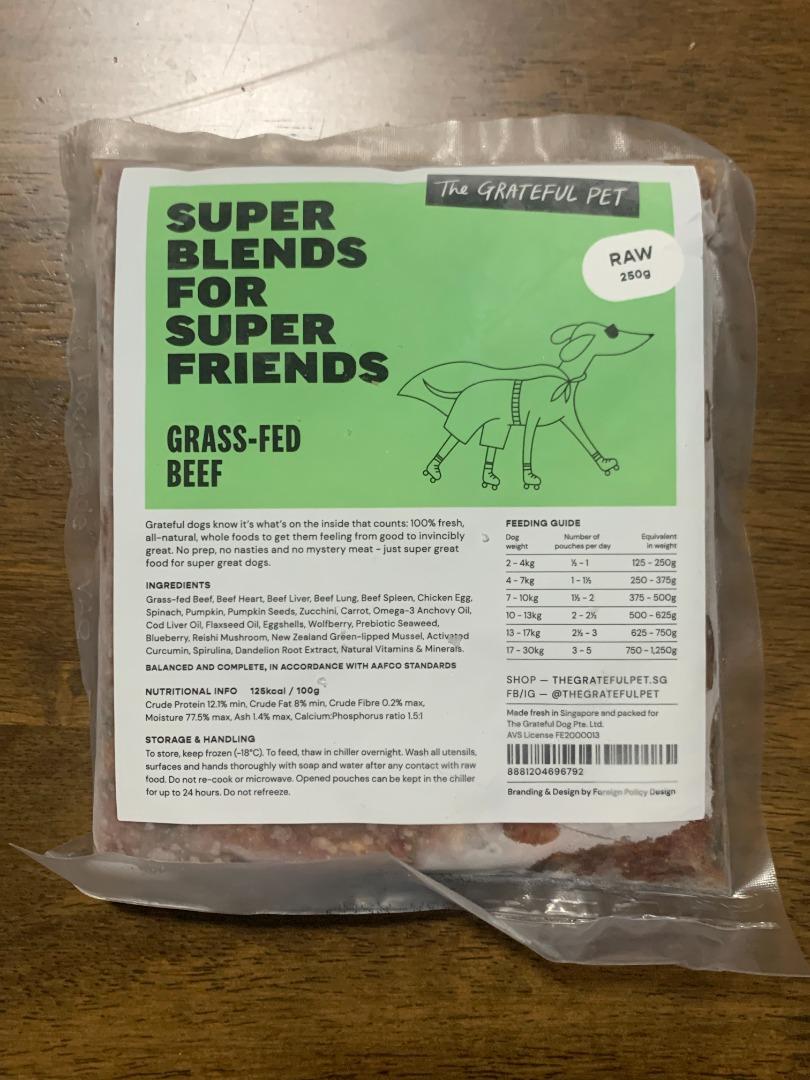 The GRATEFUL PET
SUPER
BLENDS
FOR
SUPER
FRIENDS
RAW
250g
GRASS-FED
BEEF
Grateful dogs know it's what's on the inside that counts: 100% fresh,
all-natural, whole foods to get them feeling from good to invincibly
great. No prep, no nasties and no mystery meat - just super great
food for super great dogs.
INGREDIENTS
Grass-fed Beef, Beef Heart, Beef Liver, Beef Lung, Beef Spleen, Chicken Egg,
Spinach, Pumpkin, Pumpkin Seeds, Zucchini, Carrot, Omega-3 Anchovy Oil,
Cod Liver Oil, Flaxseed Oil, Eggshells, Wolfberry, Prebiotic Seaweed,
Blueberry, Reishi Mushroom, New Zealand Green-lipped Mussel, Activated
Curcumin, Spirulina, Dandelion Root Extract, Natural Vitamins & Minerals.
BALANCED AND COMPLETE, IN ACCORDANCE WITH AAFCO STANDARDS
NUTRITIONAL INFO 125kcal / 100g
Crude Protein 12.1% min, Crude Fat 8% min, Crude Fibre 0.2% max,
Moisture 77.5% max, Ash 1.4% max, Calcium:Phosphorus ratio 1.5:1
STORAGE & HANDLING
To store, keep frozen (-18°C). To feed, thaw in chiller overnight. Wash all utensils,
surfaces and hands thoroughly with soap and water after any contact with raw
food. Do not re-cook or microwave. Opened pouches can be kept in the chiller
for up to 24 hours. Do not refreeze.
FEEDING GUIDE
Dog weight Number of pouches per day Equivalent in weight
2 - 4kg ½ - 1 125 - 250g
4 - 7kg 1 - 1½ 250 - 375g
7 - 10kg 1½ - 2 375 - 500g
10 - 13kg 2 - 2½ 500 - 625g
13 - 17kg 2½ - 3 625 - 750g
17 - 30kg 3 - 5 750 - 1,250g
SHOP — THEGRATEFULPET.SG
FB/IG — @THEGRATEFULPET
Made fresh in Singapore and packed for
The Grateful Dog Pte. Ltd.
AVS License FE2000013
8881204696792
Branding & Design by Foreign Policy Design